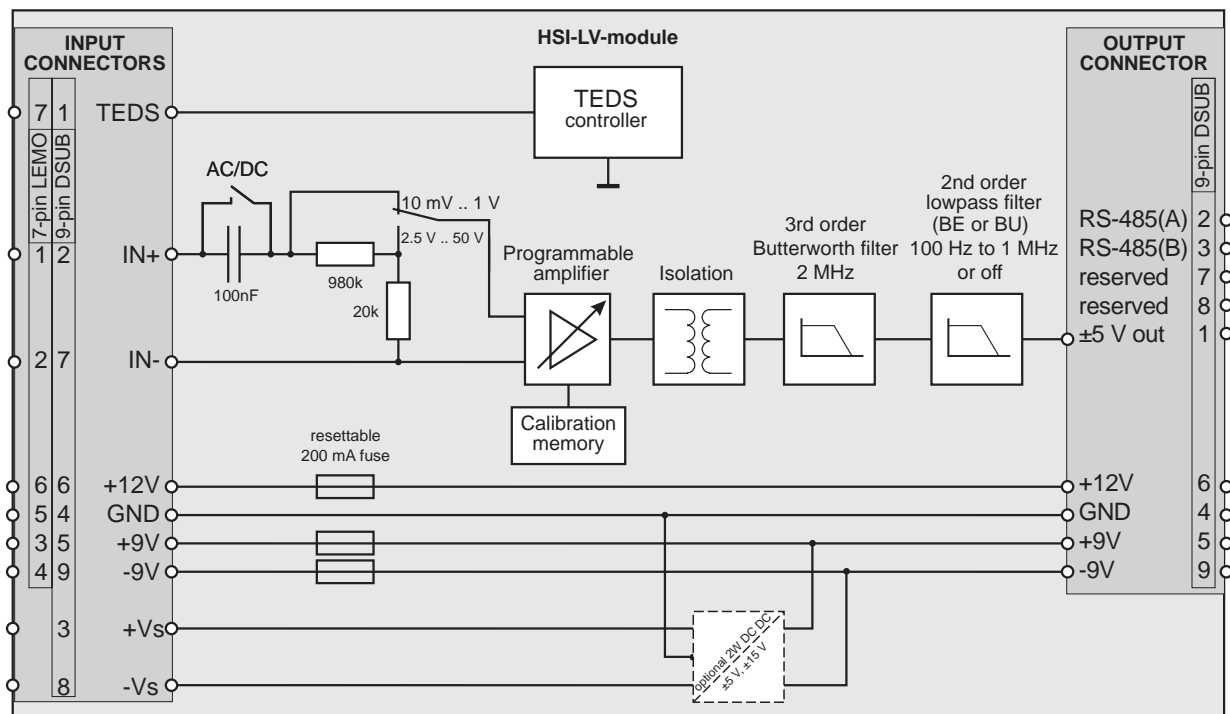 INPUT
CONNECTORS
HSI-LV-module
OUTPUT
CONNECTOR
7 1 TEDS
7-pin LEMO
9-pin DSUB
TEDS
controller
9-pin DSUB
AC/DC
10 mV .. 1 V
2.5 V .. 50 V
1 2 IN+
100nF
980k
20k
2 7 IN-
Programmable
amplifier
Isolation
3rd order
Butterworth filter
2 MHz
2nd order
lowpass filter
(BE or BU)
100 Hz to 1 MHz
or off
RS-485(A) 2
RS-485(B) 3
reserved 7
reserved 8
±5 V out 1
Calibration
memory
resettable
200 mA fuse
6 6 +12V
5 4 GND
3 5 +9V
4 9 -9V
3 +Vs
8 -Vs
+12V 6
GND 4
+9V 5
-9V 9
optional 2W DC DC
±5 V, ±15 V